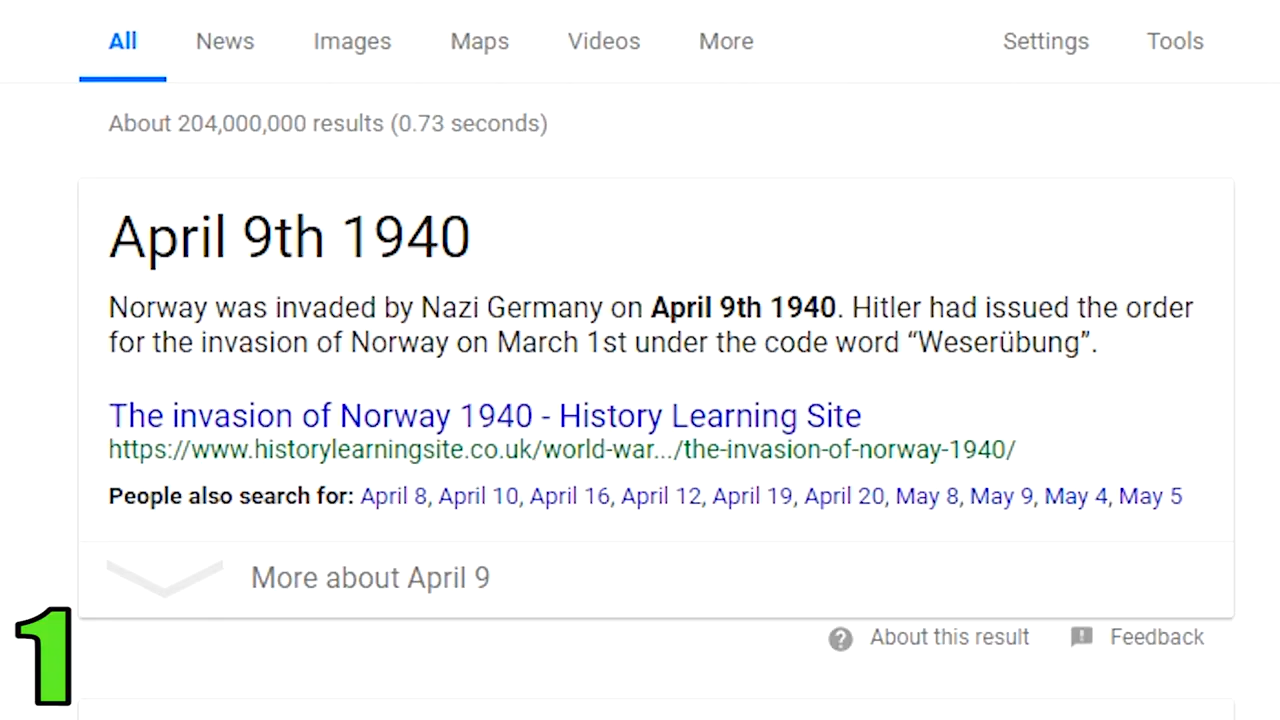 All News Images Maps Videos More Settings Tools
About 204,000,000 results (0.73 seconds)
April 9th 1940
Norway was invaded by Nazi Germany on April 9th 1940. Hitler had issued the order
for the invasion of Norway on March 1st under the code word “Weserübung”.
The invasion of Norway 1940 - History Learning Site
https://www.historylearningsite.co.uk/world-war.../the-invasion-of-norway-1940/
People also search for: April 8, April 10, April 16, April 12, April 19, April 20, May 8, May 9, May 4, May 5
More about April 9
About this result Feedback
1